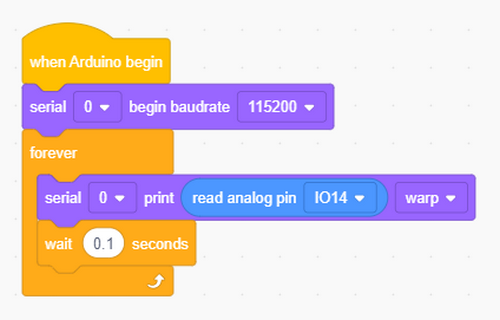 when Arduino begin
serial 0 begin baudrate 115200
forever
serial 0 print read analog pin IO14 warp
wait 0.1 seconds